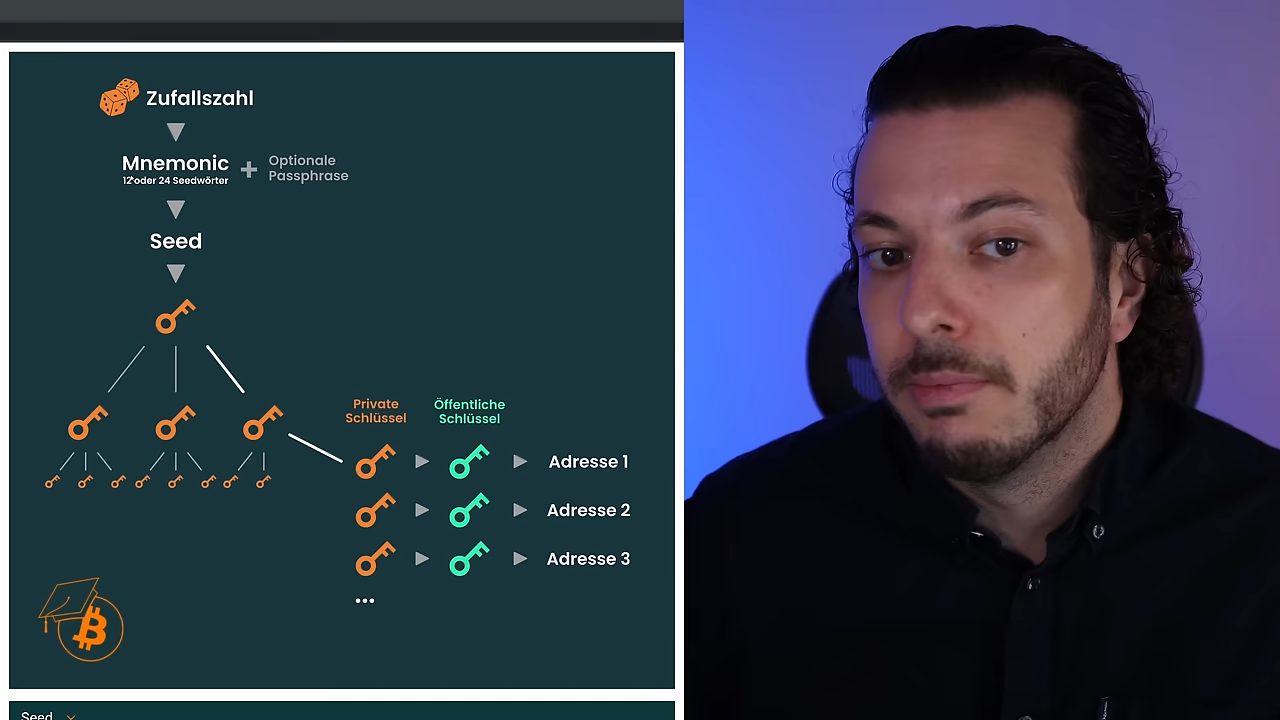 Zufallszahl
Mnemonic
12 oder 24 Seedwörter
+ Optionale
Passphrase
Seed
Private
Schlüssel
Öffentliche
Schlüssel
Adresse 1
Adresse 2
Adresse 3
...
Seed